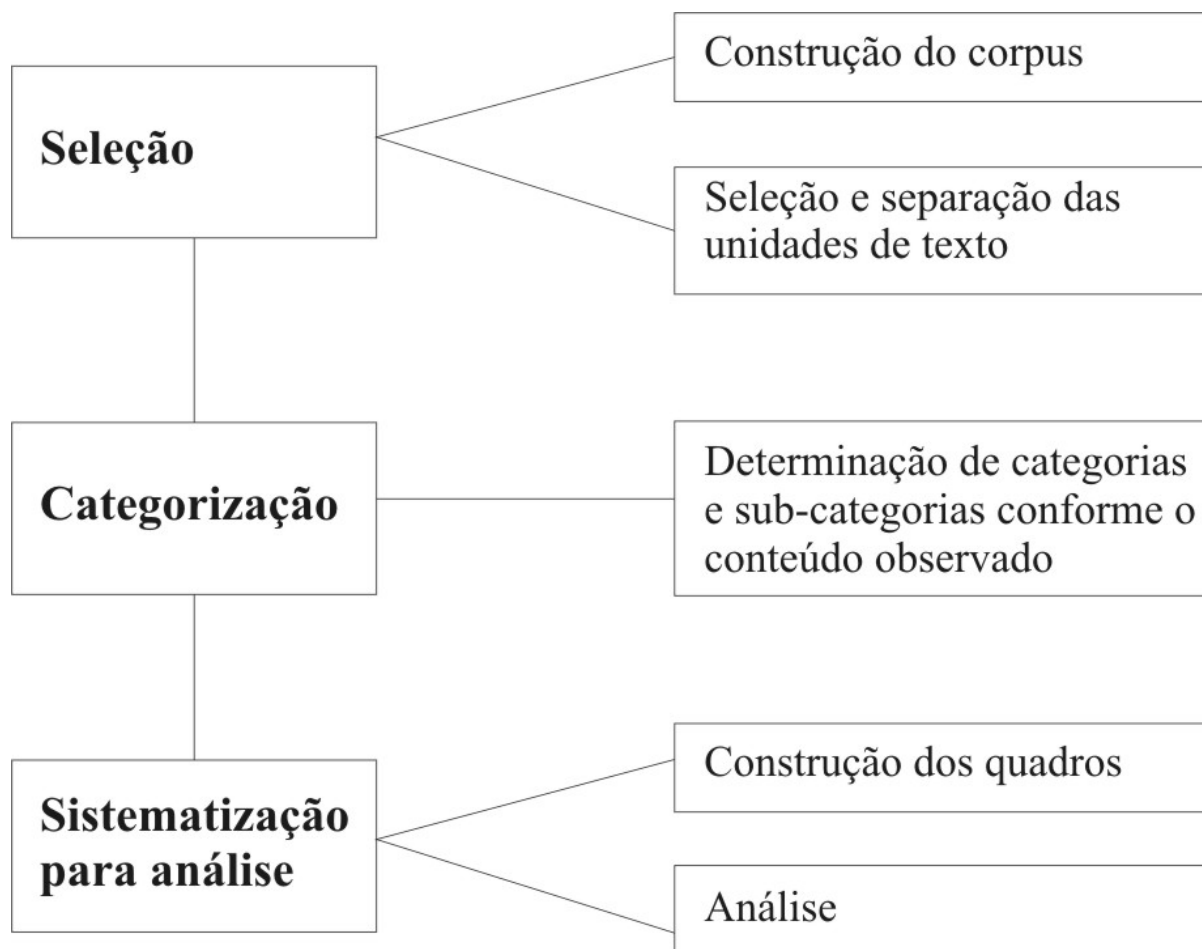 Seleção
Construção do corpus
Seleção e separação das
unidades de texto
Categorização
Determinação de categorias
e sub-categorias conforme o
conteúdo observado
Sistematização
para análise
Construção dos quadros
Análise